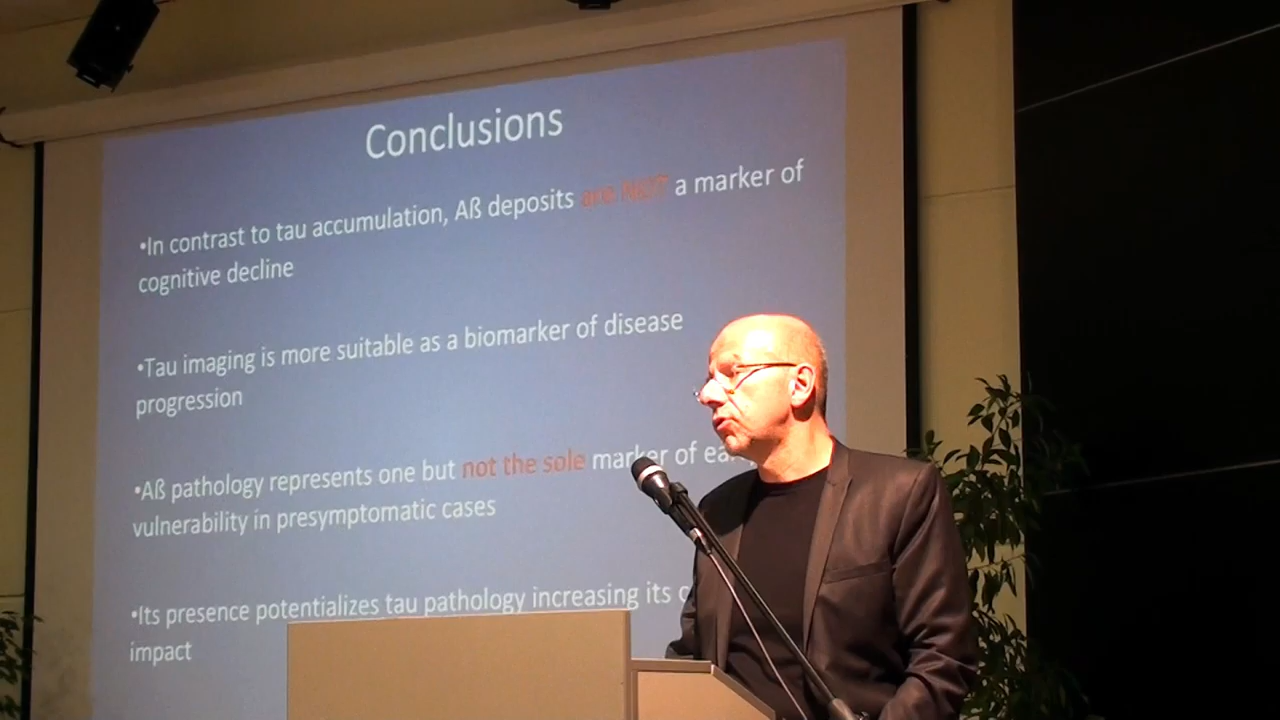 Conclusions
•In contrast to tau accumulation, Aß deposits are NOT a marker of
cognitive decline
•Tau imaging is more suitable as a biomarker of disease
progression
•Aß pathology represents one but not the sole marker of
vulnerability in presymptomatic cases
•Its presence potentializes tau pathology increasing its
impact